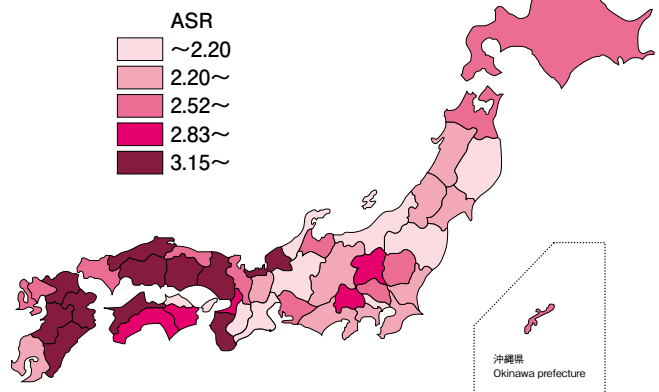 ASR
～2.20
2.20～
2.52～
2.83～
3.15～
沖縄県
Okinawa prefecture